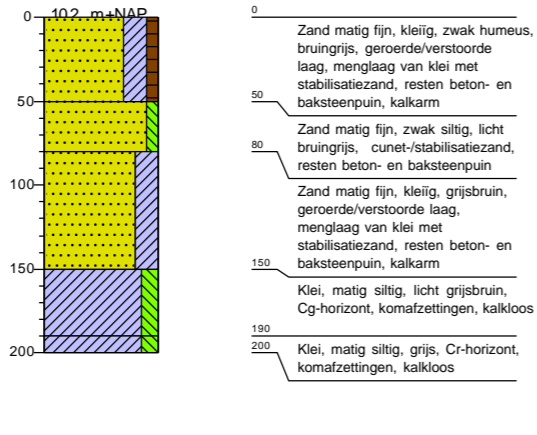 10.2 m+NAP
0
50
100
150
200
0
Zand matig fijn, kleiïg, zwak humeus,
bruingrijs, geroerde/verstoorde
laag, menglaag van klei met
stabilisatiezand, resten beton- en
baksteenpuin, kalkarm
50
Zand matig fijn, zwak siltig, licht
bruingrijs, cunet-/stabilisatiezand,
resten beton- en baksteenpuin
80
Zand matig fijn, kleiïg, grijsbruin,
geroerde/verstoorde laag,
menglaag van klei met
stabilisatiezand, resten beton- en
baksteenpuin, kalkarm
150
Klei, matig siltig, licht grijsbruin,
Cg-horizont, komafzettingen, kalkloos
190
200
Klei, matig siltig, grijs, Cr-horizont,
komafzettingen, kalkloos